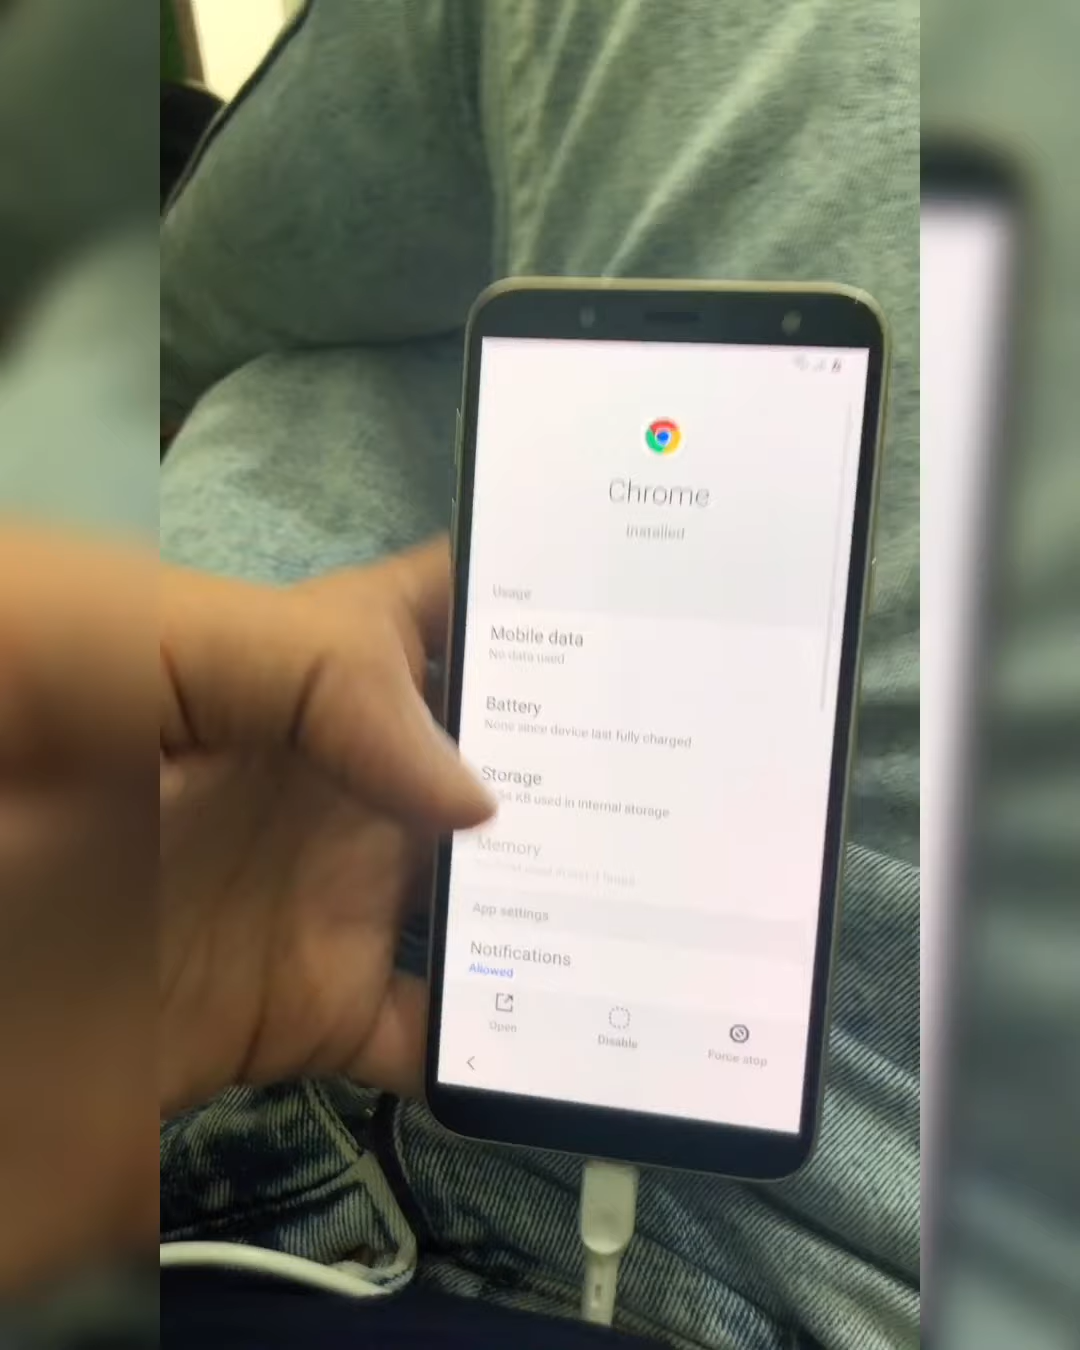 Chrome
Installed
Usage
Mobile data
No data used
Battery
None since device last fully charged
Storage
KB used in Internal storage
Memory
App settings
Notifications
Allowed
Open
Disable
Force stop